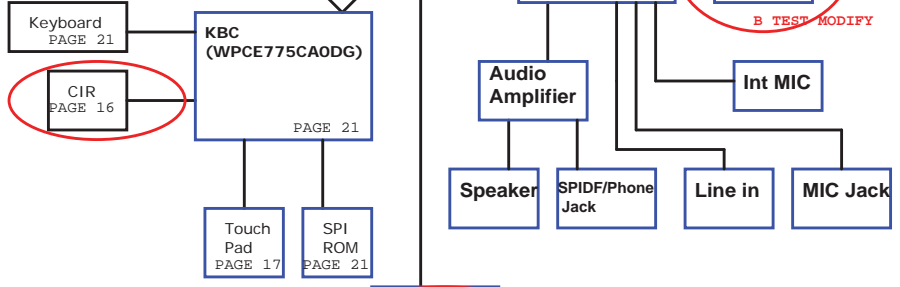 Keyboard
PAGE 21
KBC
(WPCE775CA0DG)
PAGE 21
CIR
PAGE 16
Touch
Pad
PAGE 17
SPI
ROM
PAGE 21
B TEST MODIFY
Audio
Amplifier
Int MIC
Speaker
SPIDF/Phone
Jack
Line in
MIC Jack